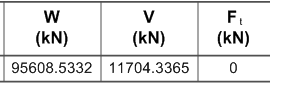 W V F t
(kN) (kN) (kN)
95608.5332 11704.3365 0